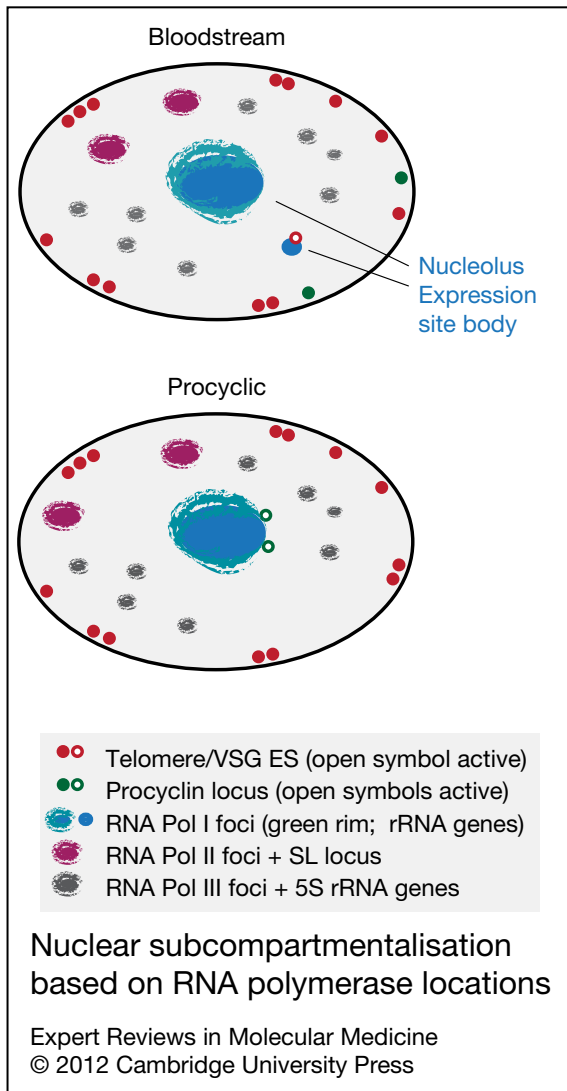 Bloodstream
Nucleolus
Expression
site body
Procyclic
Telomere/VSG ES (open symbol active)
Procyclin locus (open symbols active)
RNA Pol I foci (green rim; rRNA genes)
RNA Pol II foci + SL locus
RNA Pol III foci + 5S rRNA genes
Nuclear subcompartmentalisation
based on RNA polymerase locations
Expert Reviews in Molecular Medicine
© 2012 Cambridge University Press